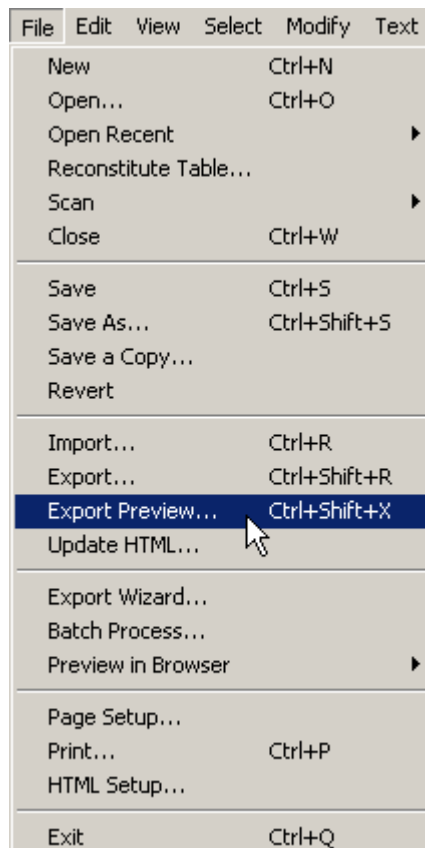 File Edit View Select Modify Text
New Ctrl+N
Open... Ctrl+O
Open Recent
Reconstitute Table...
Scan
Close Ctrl+W
Save Ctrl+S
Save As... Ctrl+Shift+S
Save a Copy...
Revert
Import... Ctrl+R
Export... Ctrl+Shift+R
Export Preview... Ctrl+Shift+X
Update HTML...
Export Wizard...
Batch Process...
Preview in Browser
Page Setup...
Print... Ctrl+P
HTML Setup...
Exit Ctrl+Q